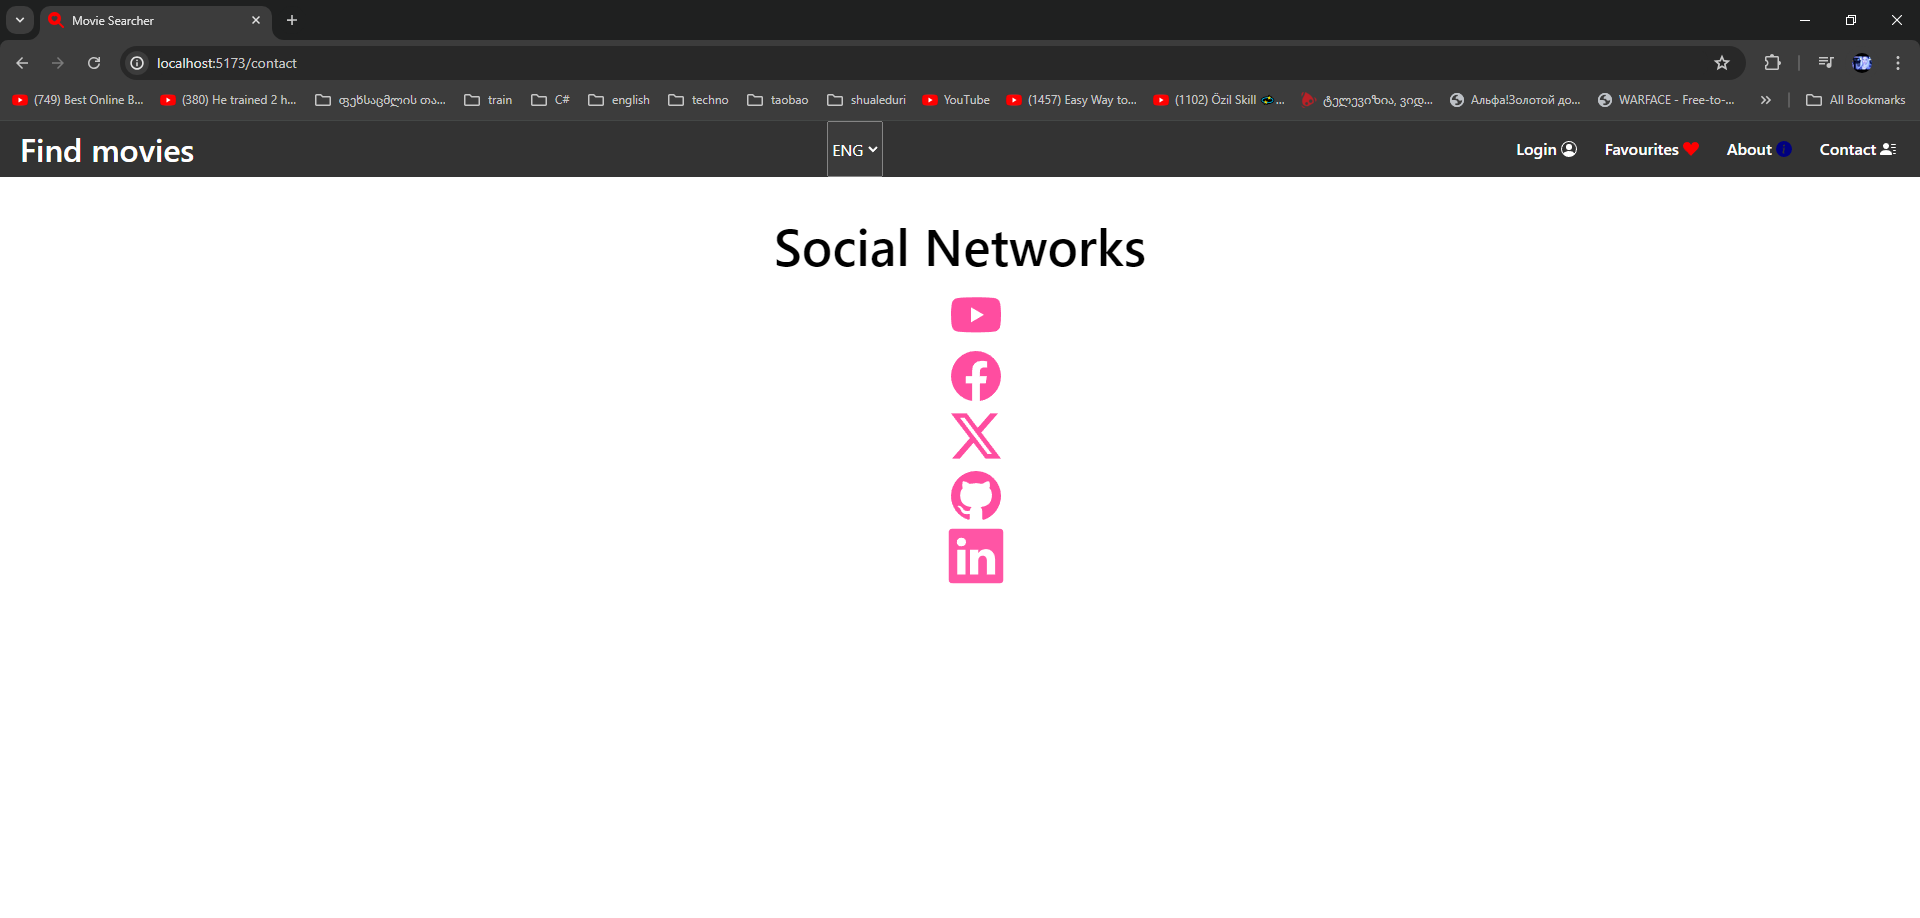 Movie Searcher
localhost:5173/contact
(749) Best Online B... (380) He trained 2 h... ფეხსაცმლის თა... train C# english techno taobao shualeduri YouTube (1457) Easy Way to... (1102) Özil Skill ... ტელევიზია, ვიდ... Альфа!Золотой до... WARFACE - Free-to-... All Bookmarks
Find movies ENG Login Favourites About Contact
Social Networks
in